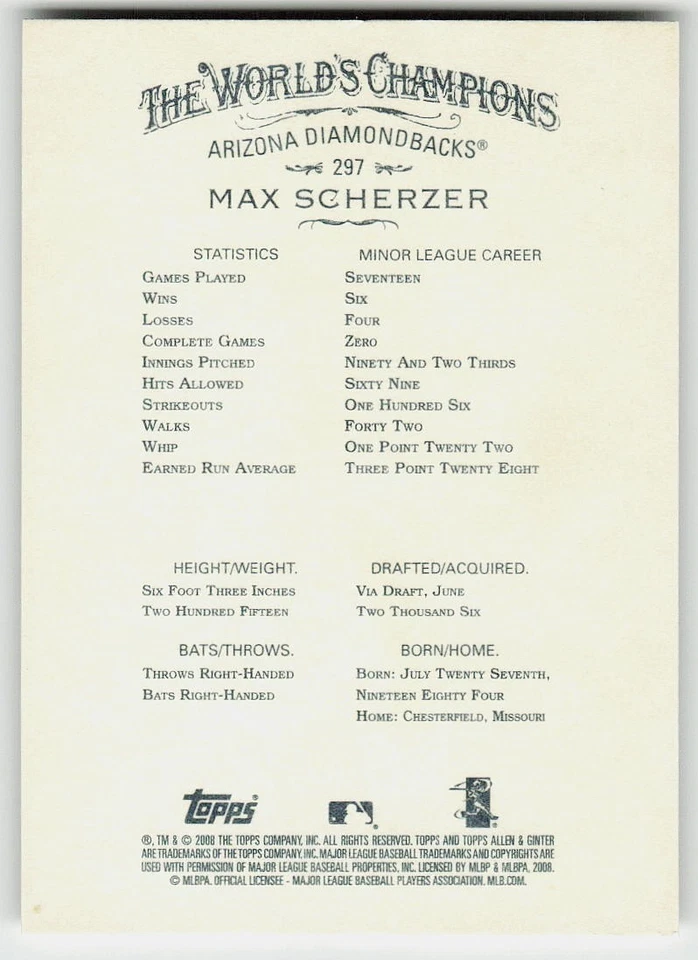 THE WORLD'S CHAMPIONS
ARIZONA DIAMONDBACKS®
297
MAX SCHERZER
STATISTICS MINOR LEAGUE CAREER
GAMES PLAYED SEVENTEEN
WINS SIX
LOSSES FOUR
COMPLETE GAMES ZERO
INNINGS PITCHED NINETY AND TWO THIRDS
HITS ALLOWED SIXTY NINE
STRIKEOUTS ONE HUNDRED SIX
WALKS FORTY TWO
WHIP ONE POINT TWENTY TWO
EARNED RUN AVERAGE THREE POINT TWENTY EIGHT
HEIGHT/WEIGHT. DRAFTED/ACQUIRED.
SIX FOOT THREE INCHES VIA DRAFT, JUNE
TWO HUNDRED FIFTEEN TWO THOUSAND SIX
BATS/THROWS. BORN/HOME.
THROWS RIGHT-HANDED BORN: JULY TWENTY SEVENTH,
BATS RIGHT-HANDED NINETEEN EIGHTY FOUR
HOME: CHESTERFIELD, MISSOURI
topps®
®, TM & © 2008 THE TOPPS COMPANY, INC. ALL RIGHTS RESERVED. TOPPS AND TOPPS ALLEN & GINTER
ARE TRADEMARKS OF THE TOPPS COMPANY, INC. MAJOR LEAGUE BASEBALL TRADEMARKS AND COPYRIGHTS ARE
USED WITH PERMISSION OF MAJOR LEAGUE BASEBALL PROPERTIES, INC. LICENSED BY MLBP & MLBPA, 2008.
© MLBPA. OFFICIAL LICENSEE - MAJOR LEAGUE BASEBALL PLAYERS ASSOCIATION. MLB.COM.